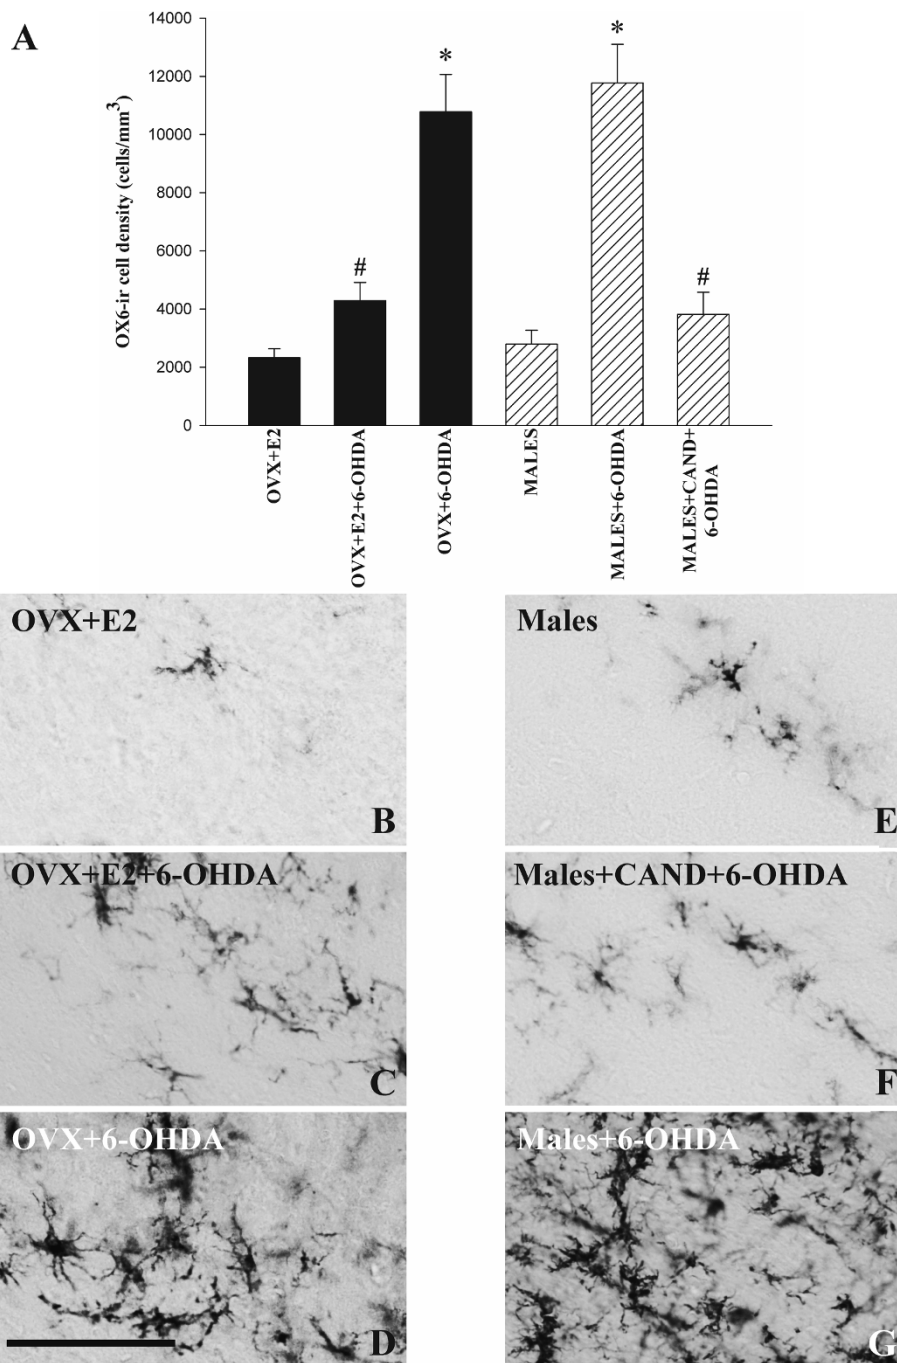 A
OX6-ir cell density (cells/mm3)
14000
12000
10000
8000
6000
4000
2000
0
*
*
#
#
OVX+E2
OVX+E2+6-OHDA
OVX+6-OHDA
MALES
MALES+6-OHDA
MALES+CAND+
6-OHDA
OVX+E2
B
Males
E
OVX+E2+6-OHDA
C
Males+CAND+6-OHDA
F
OVX+6-OHDA
D
Males+6-OHDA
G